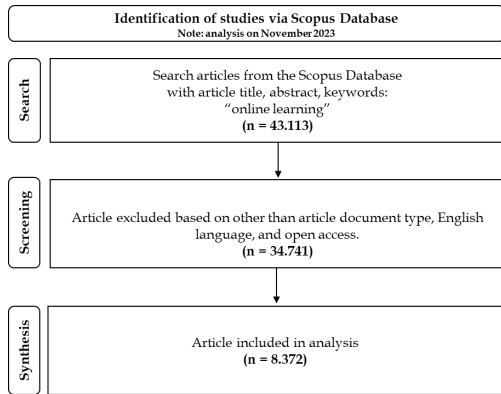 Identification of studies via Scopus Database
Note: analysis on November 2023
Search
Search articles from the Scopus Database
with article title, abstract, keywords:
“online learning”
(n = 43.113)
Screening
Article excluded based on other than article document type, English
language, and open access.
(n = 34.741)
Synthesis
Article included in analysis
(n = 8.372)